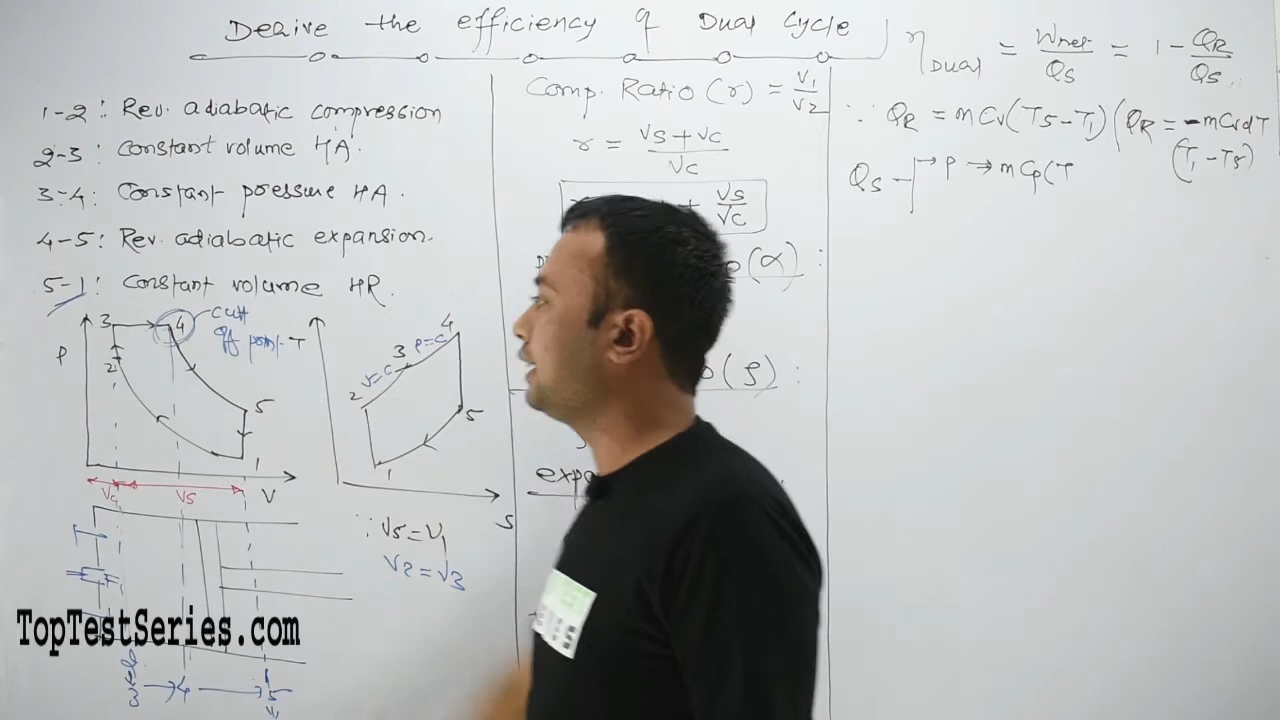 Derive the efficiency of Dual Cycle
1-2: Rev. adiabatic compression
2-3: Constant volume HA.
3-4: Constant pressure HA.
4-5: Rev. adiabatic expansion.
5-1: Constant volume HR.
P
3
4
cut off point
2
5
1
V
Vc
Vs
T
4
P=C
3
V=C
2
5
1
S
∵ V5 = V1
V2 = V3
4
5
V1
Comp. Ratio (r) = V1/V2
r = (Vs + Vc)/Vc
+ Vs/Vc
(α) :
(ρ) :
ηDual = Wnet/Qs = 1 - QR/Qs
∵ QR = mCv(T5-T1) (QR = -mCvdT
(T1-T5)
Qs → P → mCp(T
TopTestSeries.com